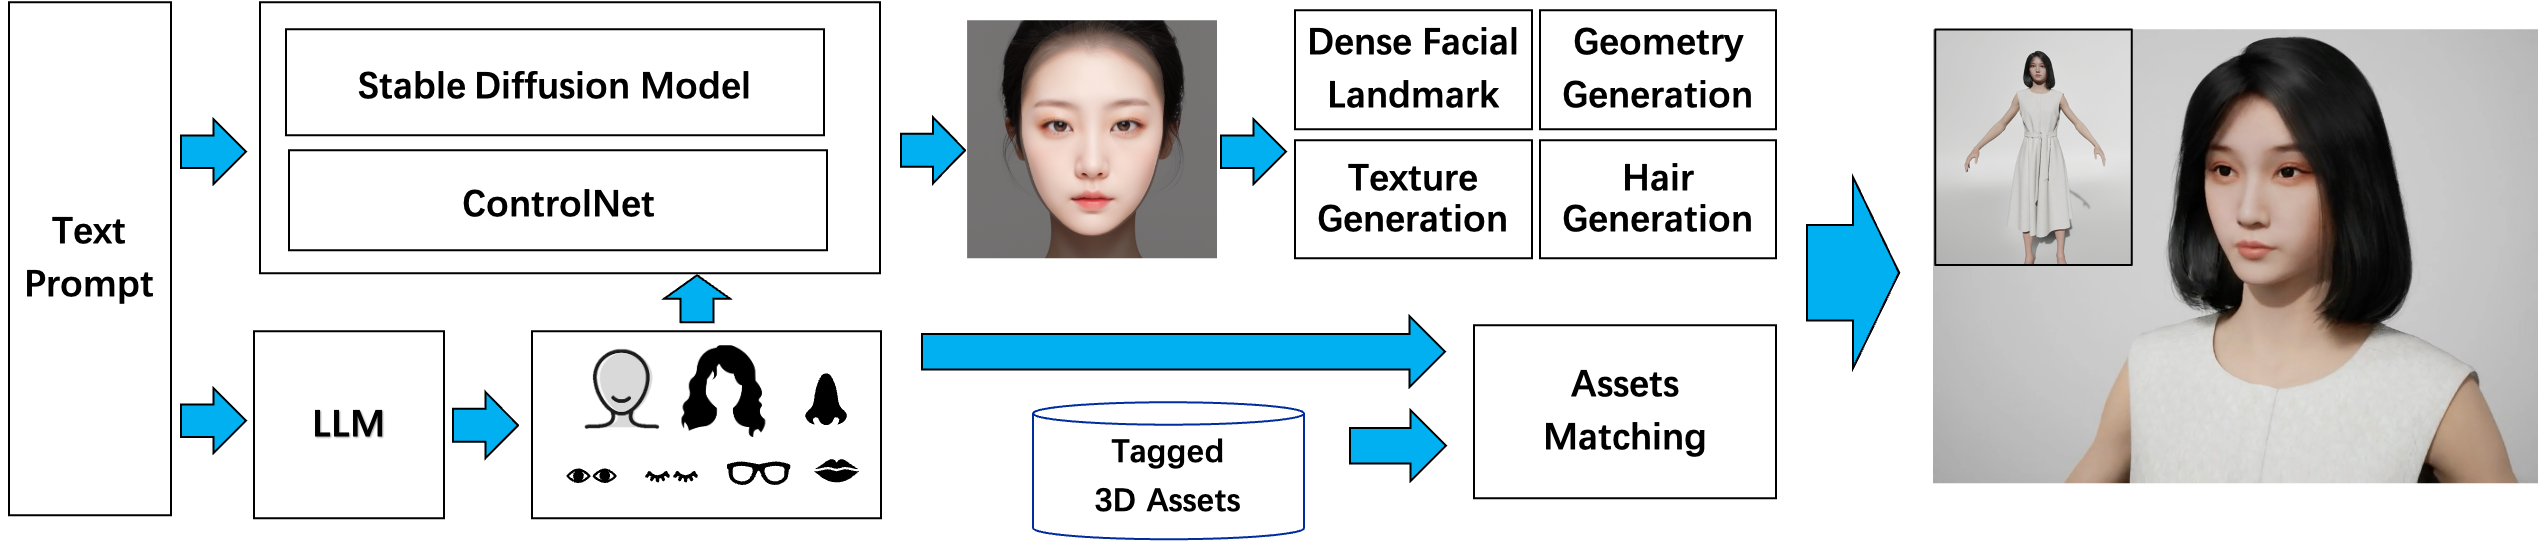 Text
Prompt
Stable Diffusion Model
ControlNet
LLM
Dense Facial
Landmark
Geometry
Generation
Texture
Generation
Hair
Generation
Tagged
3D Assets
Assets
Matching